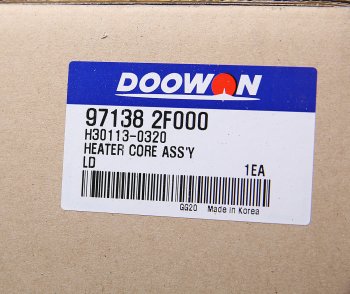 DOOWON
97138 2F000
H30113-0320
HEATER CORE ASS'Y
LD
1EA
GG20 Made in Korea